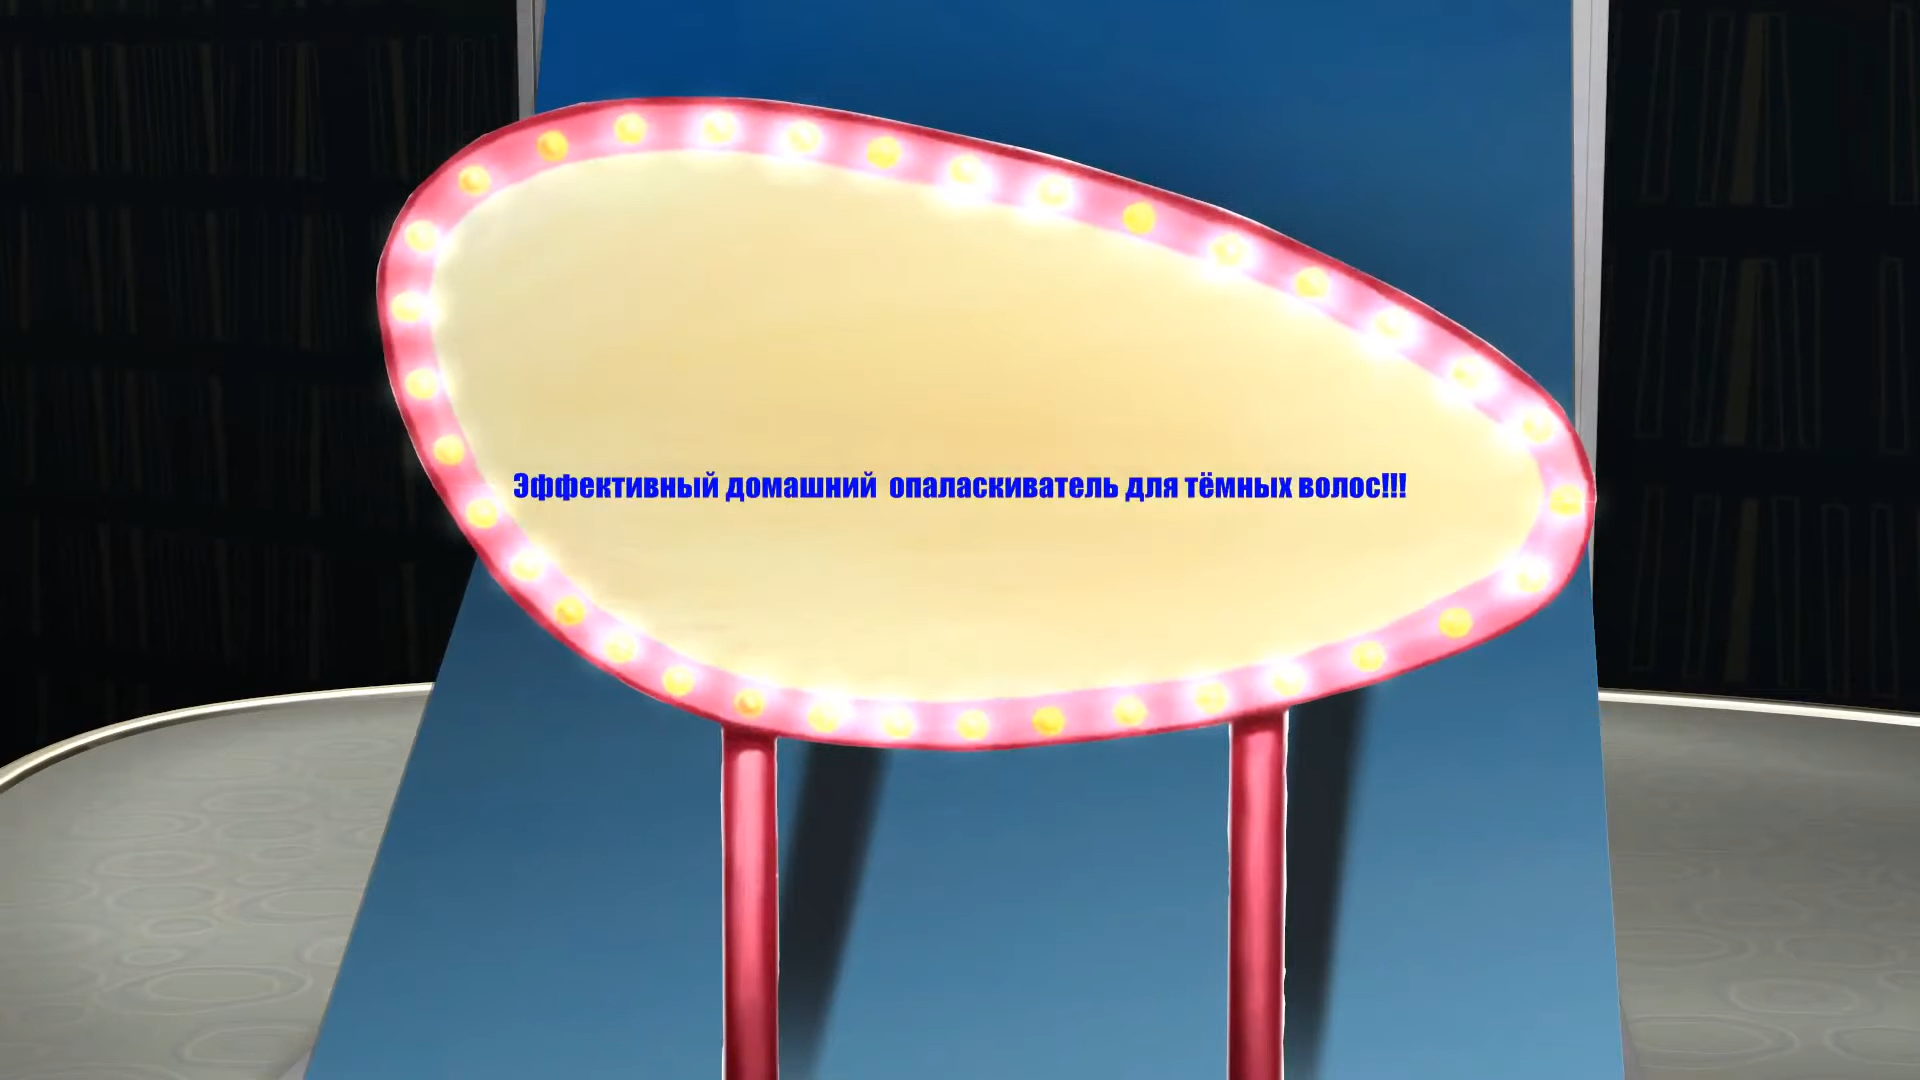 Эффективный домашний опаласкиватель для тёмных волос!!!